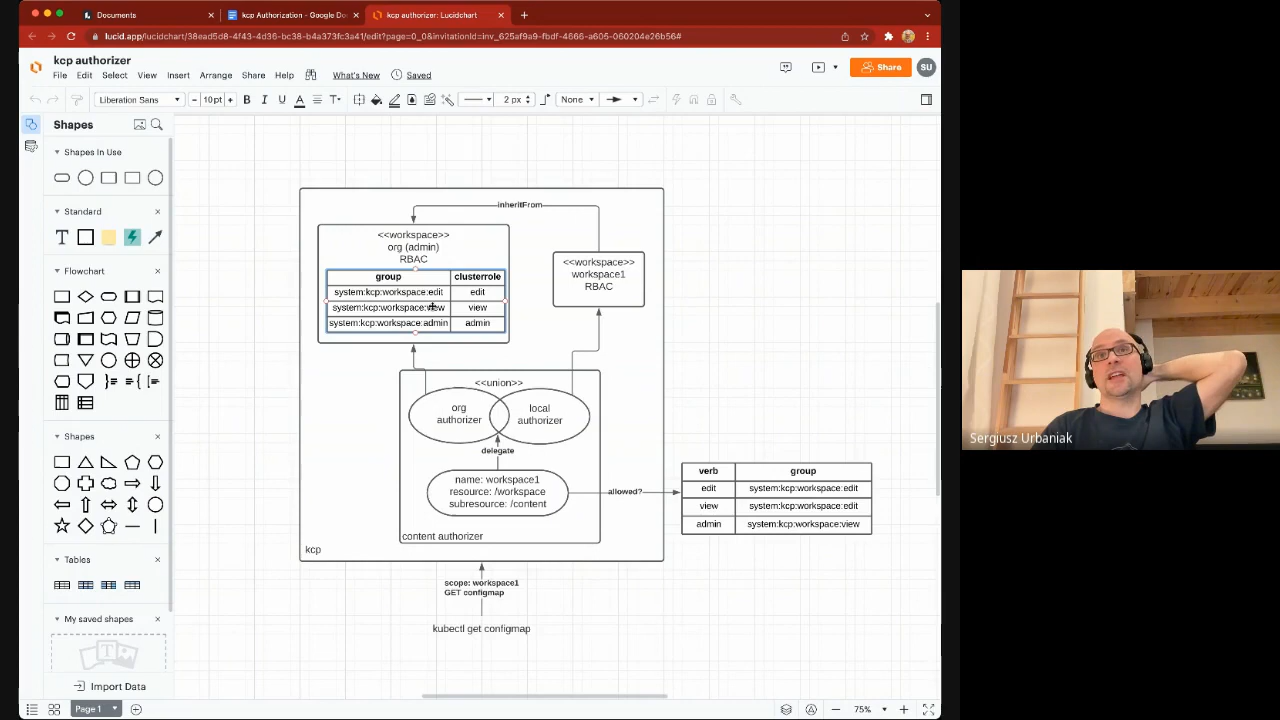 Documents
kcp Authorization - Google Do
kcp authorizer: Lucidchart
lucid.app/lucidchart/38ead5d8-4f43-4d36-bc38-b4a373fc3a41/edit?page=0_0&invitationId=inv_625af9a9-fbdf-4666-a605-060204e26b56#
kcp authorizer
File Edit Select View Insert Arrange Share Help What's New Saved
Share
SU
Liberation Sans
10pt
2 px
None
Shapes
Shapes In Use
Standard
Flowchart
Shapes
Tables
My saved shapes
Import Data
inheritFrom
<<workspace>>
org (admin)
RBAC
group clusterrole
system:kcp:workspace:edit edit
system:kcp:workspace:view view
system:kcp:workspace:admin admin
<<workspace>>
workspace1
RBAC
<<union>>
org
authorizer
local
authorizer
delegate
name: workspace1
resource: /workspace
subresource: /content
allowed?
content authorizer
kcp
verb group
edit system:kcp:workspace:edit
view system:kcp:workspace:edit
admin system:kcp:workspace:view
scope: workspace1
GET configmap
kubectl get configmap
Page 1
75%
Sergiusz Urbaniak